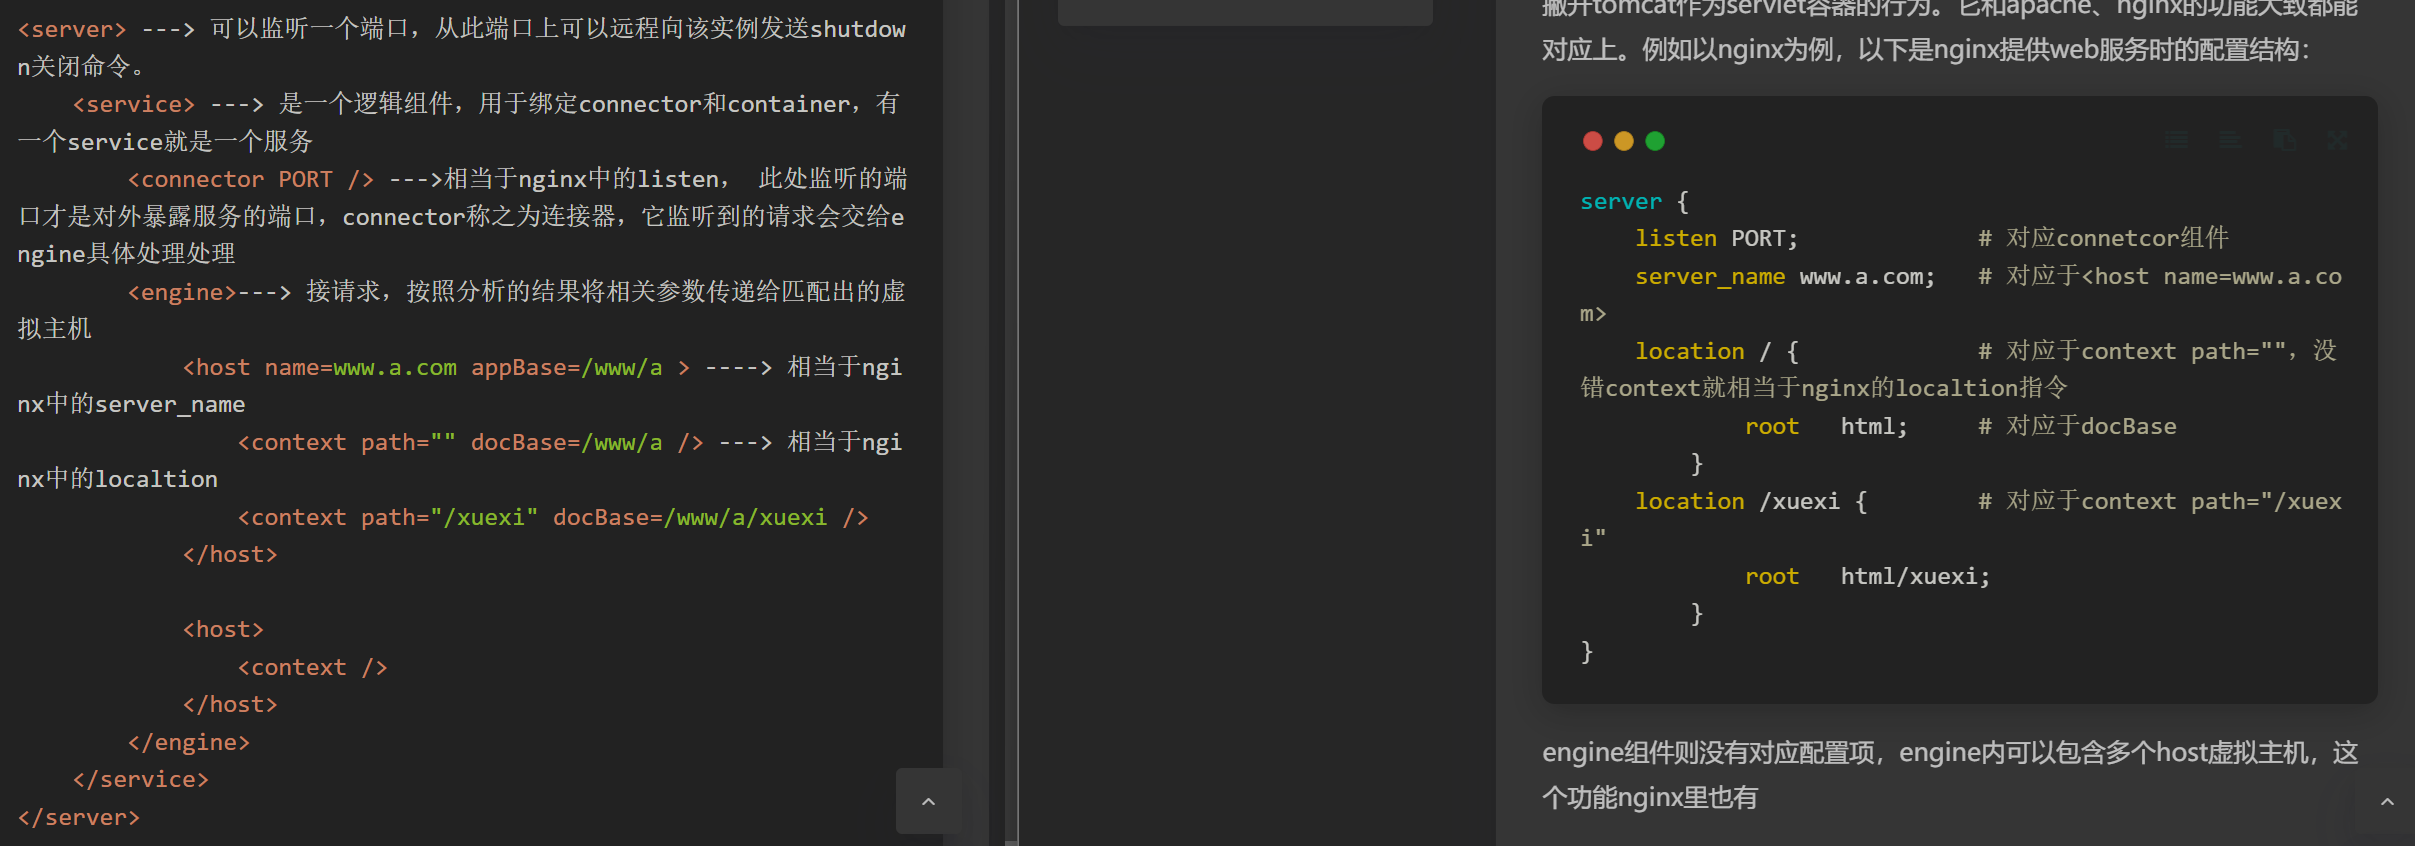 <server> ---> 可以监听一个端口，从此端口上可以远程向该实例发送shutdow
n关闭命令。
    <service> ---> 是一个逻辑组件，用于绑定connector和container，有
一个service就是一个服务
        <connector PORT /> --->相当于nginx中的listen， 此处监听的端
口才是对外暴露服务的端口，connector称之为连接器，它监听到的请求会交给e
ngine具体处理处理
        <engine>---> 接请求，按照分析的结果将相关参数传递给匹配出的虚
拟主机
            <host name=www.a.com appBase=/www/a > ----> 相当于ngi
nx中的server_name
                <context path="" docBase=/www/a /> ---> 相当于ngi
nx中的localtion
                <context path="/xuexi" docBase=/www/a/xuexi />
            </host>
            <host>
                <context />
            </host>
        </engine>
    </service>
</server>
撇开tomcat作为servlet容器的行为。它和apache、nginx的功能大致都能
对应上。例如以nginx为例，以下是nginx提供web服务时的配置结构：
server {
    listen PORT;             # 对应connetcor组件
    server_name www.a.com;   # 对应于<host name=www.a.co
m>
    location / {             # 对应于context path=""，没
错context就相当于nginx的localtion指令
            root   html;     # 对应于docBase
        }
    location /xuexi {        # 对应于context path="/xuex
i"
            root   html/xuexi;
        }
}
engine组件则没有对应配置项，engine内可以包含多个host虚拟主机，这
个功能nginx里也有